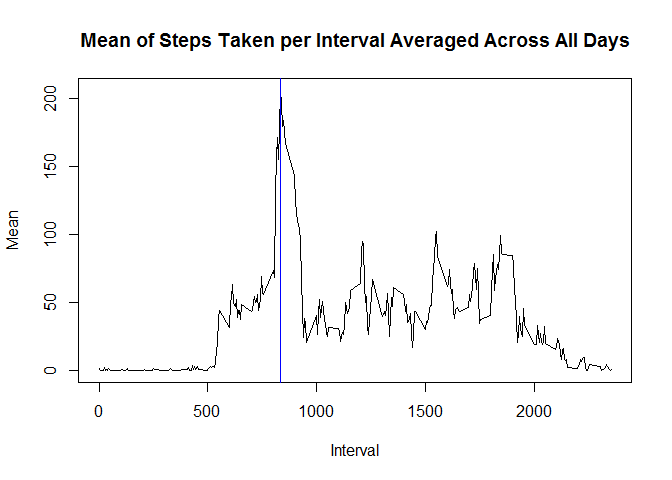 Mean of Steps Taken per Interval Averaged Across All Days
Mean
200
150
100
50
0
0 500 1000 1500 2000
Interval